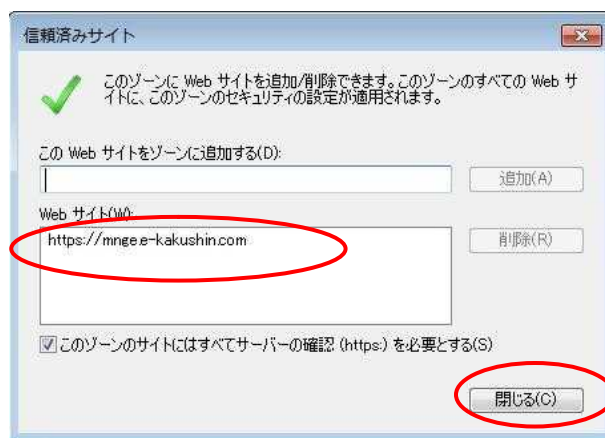 信頼済みサイト
このゾーンに Web サイトを追加/削除できます。このゾーンのすべての Web サ
イトに、このゾーンのセキュリティの設定が適用されます。
この Web サイトをゾーンに追加する(D):
追加(A)
Web サイト(W):
https://mnge.e-kakushin.com
削除(R)
このゾーンのサイトにはすべてサーバーの確認 (https:) を必要とする(S)
閉じる(C)